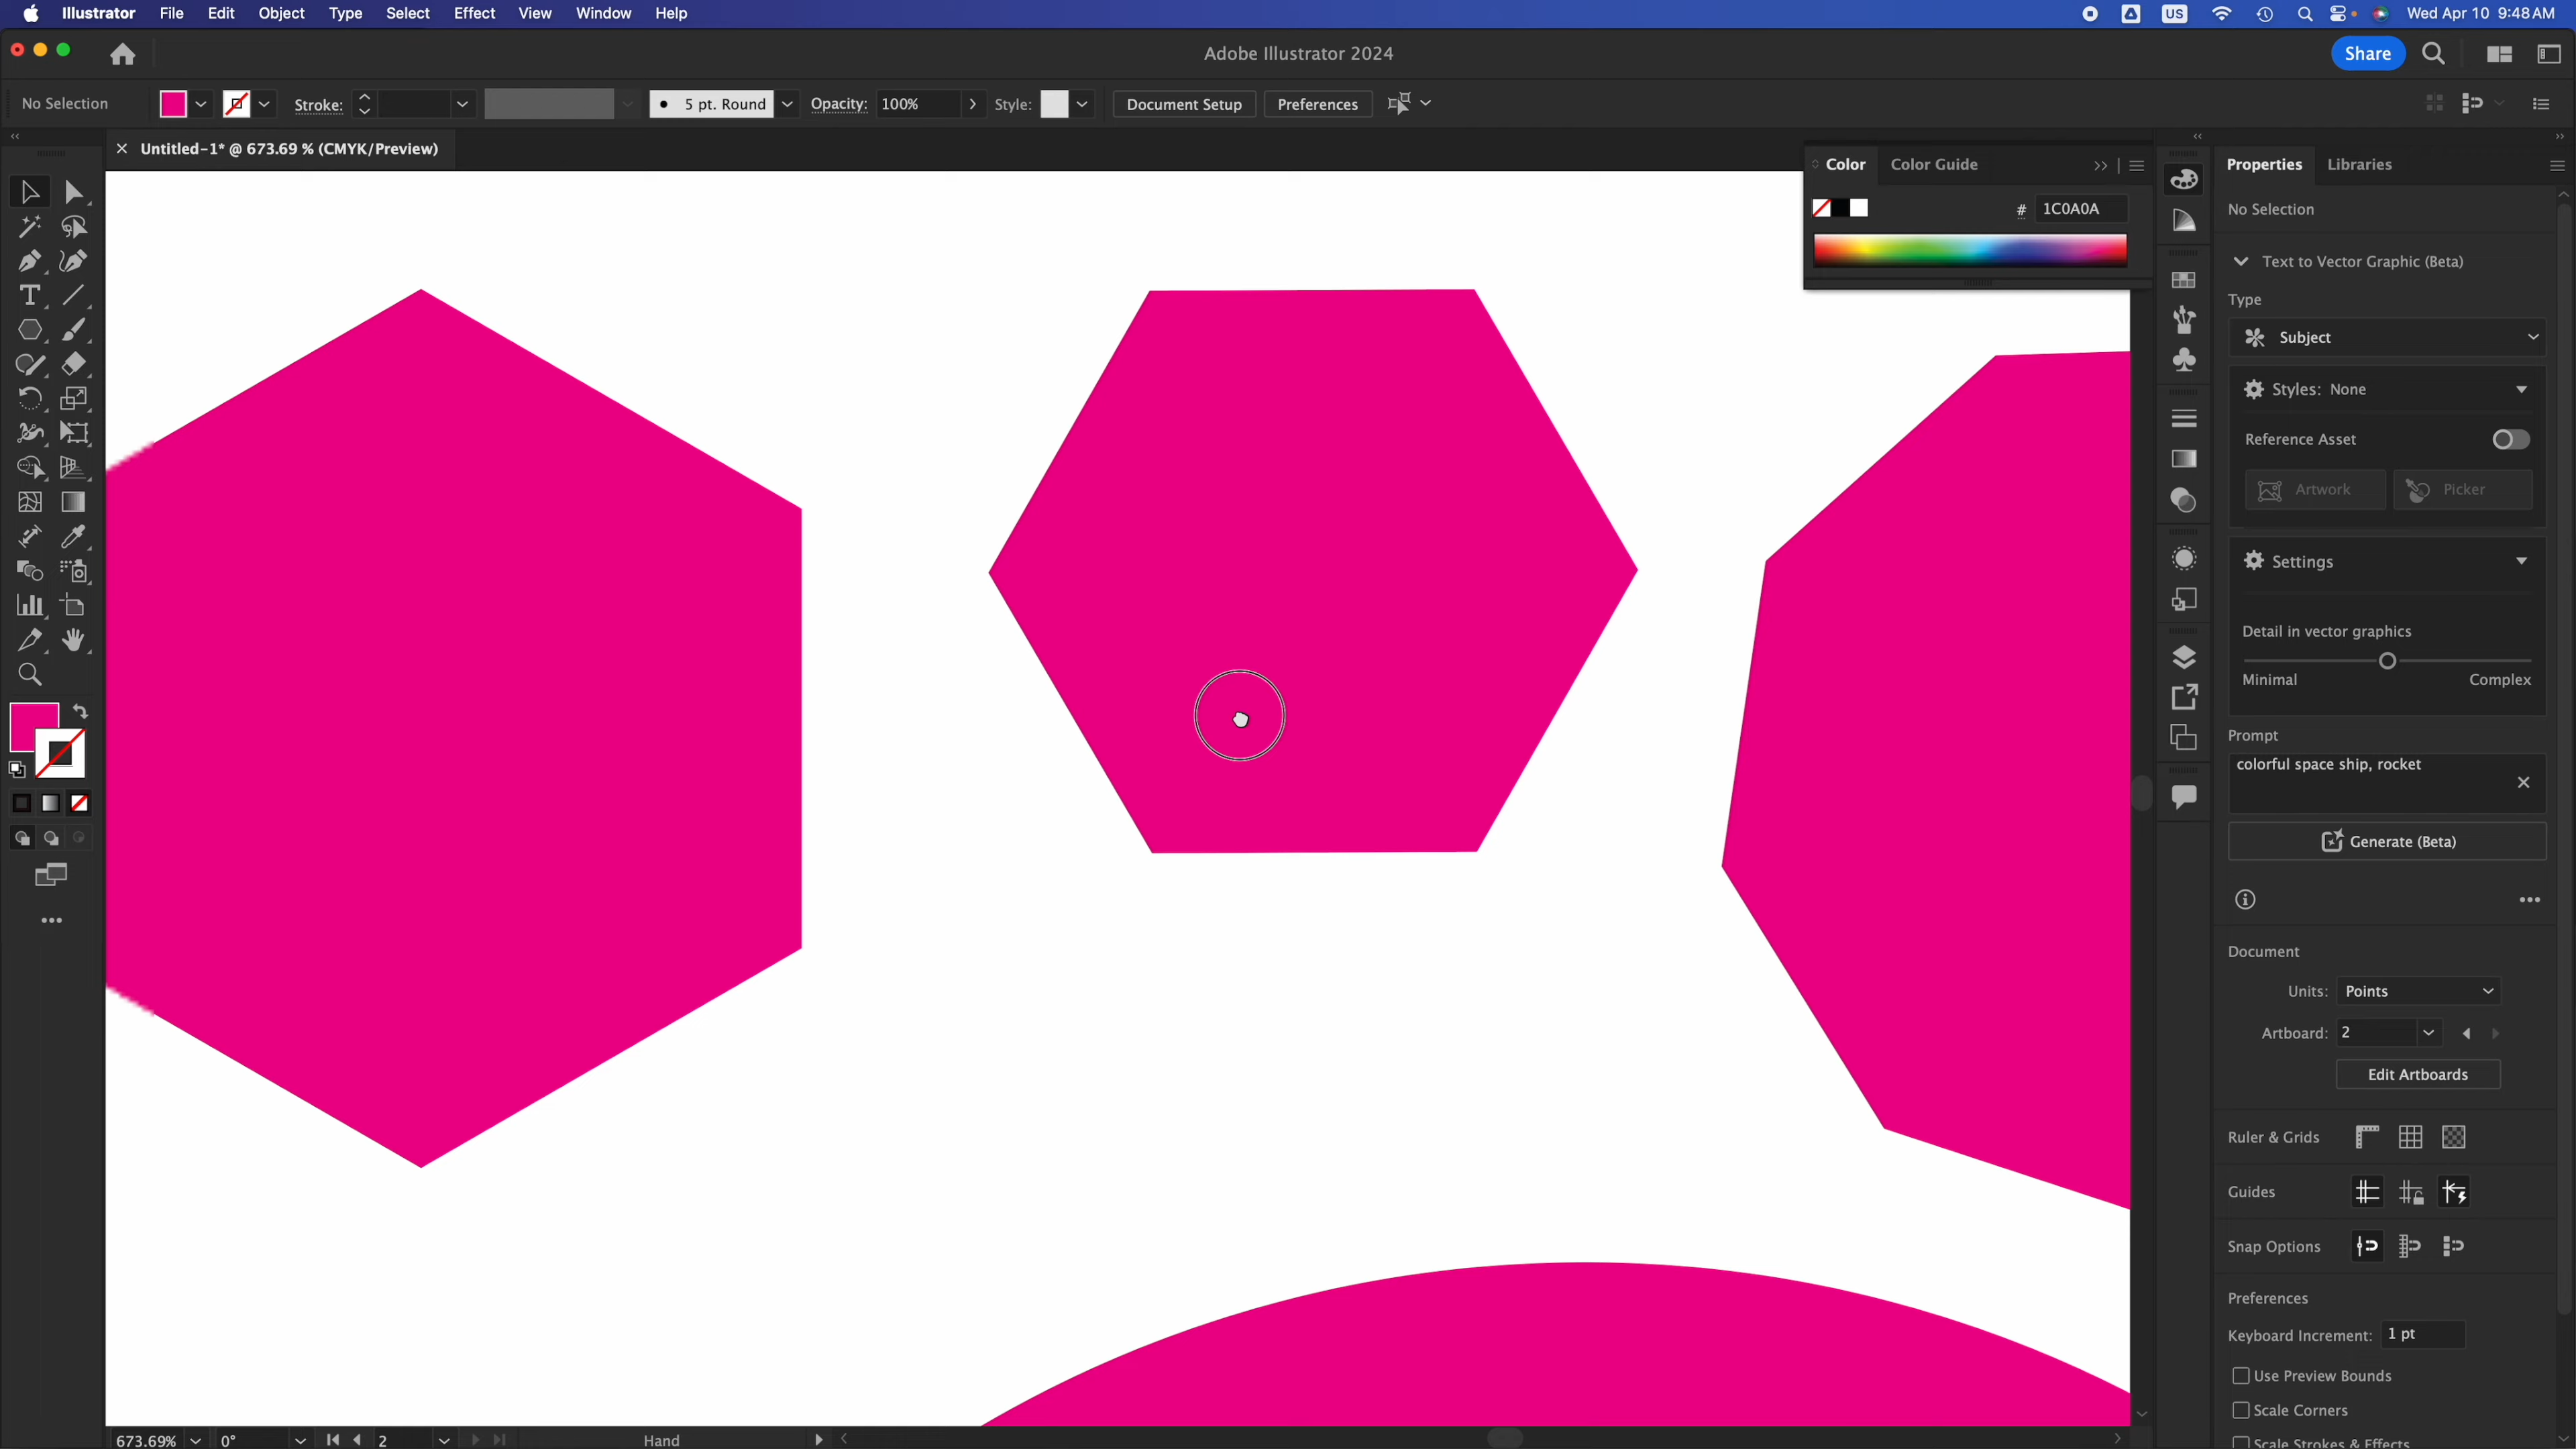 Illustrator File Edit Object Type Select Effect View Window Help US Wed Apr 10 9:48 AM
Adobe Illustrator 2024 Share
No Selection Stroke: 5 pt. Round Opacity: 100% Style: Document Setup Preferences
Untitled-1* @ 673.69 % (CMYK/Preview)
Color Color Guide
# 1C0A0A
Properties Libraries
No Selection
Text to Vector Graphic (Beta)
Type
Subject
Styles: None
Reference Asset
Artwork Picker
Settings
Detail in vector graphics
Minimal Complex
Prompt
colorful space ship, rocket
Generate (Beta)
Document
Units: Points
Artboard: 2
Edit Artboards
Ruler & Grids
Guides
Snap Options
Preferences
Keyboard Increment: 1 pt
Use Preview Bounds
Scale Corners
Scale Strokes & Effects
673.69% 0° 2 Hand